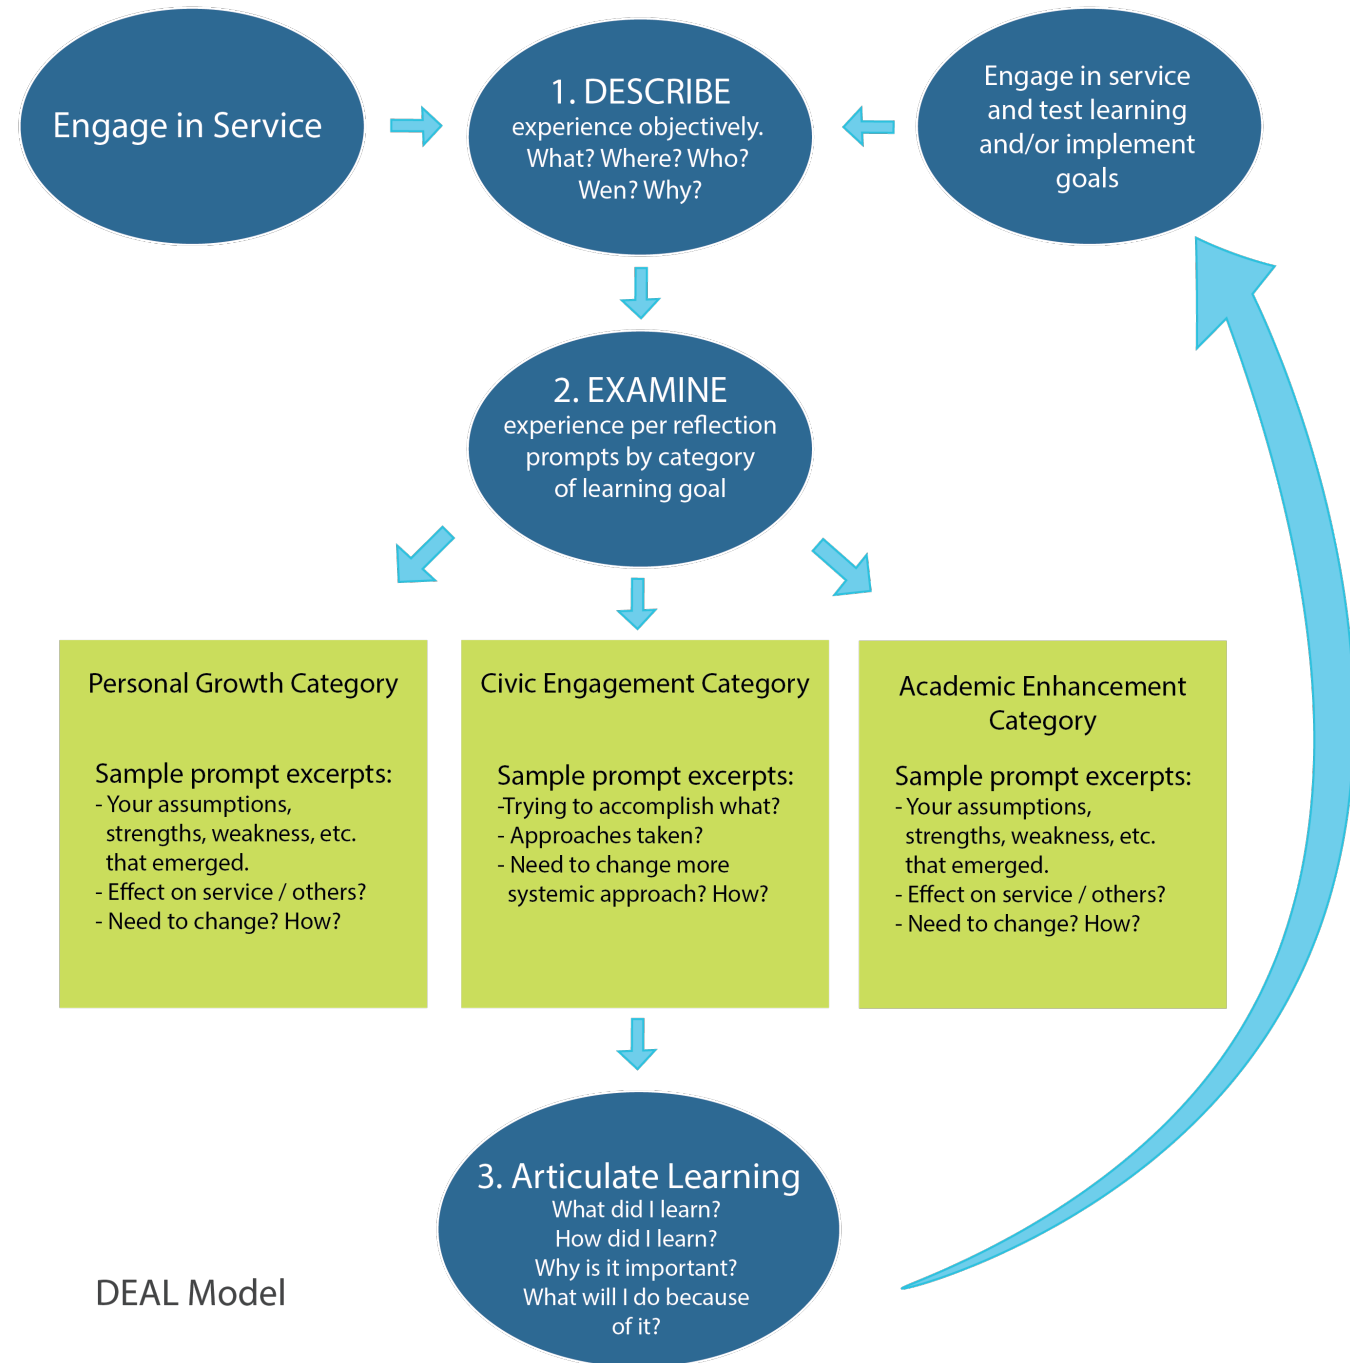 Engage in Service
1. DESCRIBE
experience objectively.
What? Where? Who?
Wen? Why?
Engage in service
and test learning
and/or implement
goals
2. EXAMINE
experience per reflection
prompts by category
of learning goal
Personal Growth Category
Sample prompt excerpts:
- Your assumptions,
strengths, weakness, etc.
that emerged.
- Effect on service / others?
- Need to change? How?
Civic Engagement Category
Sample prompt excerpts:
-Trying to accomplish what?
- Approaches taken?
- Need to change more
systemic approach? How?
Academic Enhancement
Category
Sample prompt excerpts:
- Your assumptions,
strengths, weakness, etc.
that emerged.
- Effect on service / others?
- Need to change? How?
3. Articulate Learning
What did I learn?
How did I learn?
Why is it important?
What will I do because
of it?
DEAL Model